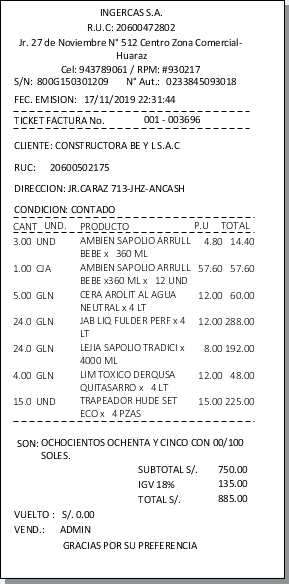 INGERCAS S.A.
R.U.C: 20600472802
Jr. 27 de Noviembre N° 512 Centro Zona Comercial-
Huaraz
Cel: 943789061 / RPM: #930217
S/N: 800G150301209 N° Aut.: 0233845093018
FEC. EMISION: 17/11/2019 22:31:44
TICKET FACTURA No. 001 - 003696
CLIENTE: CONSTRUCTORA BE Y L S.A.C
RUC: 20600502175
DIRECCION: JR.CARAZ 713-JHZ-ANCASH
CONDICION: CONTADO
CANT UND. PRODUCTO P.U TOTAL
3.00 UND AMBIEN SAPOLIO ARRULL 4.80 14.40
BEBE x 360 ML
1.00 CJA AMBIEN SAPOLIO ARRULL 57.60 57.60
BEBE x360 ML x 12 UND
5.00 GLN CERA AROLIT AL AGUA 12.00 60.00
NEUTRAL x 4 LT
24.0 GLN JAB LIQ FULDER PERF x 4 12.00 288.00
LT
24.0 GLN LEJIA SAPOLIO TRADICI x 8.00 192.00
4000 ML
4.00 GLN LIM TOXICO DERQUSA 12.00 48.00
QUITASARRO x 4 LT
15.0 UND TRAPEADOR HUDE SET 15.00 225.00
ECO x 4 PZAS
SON: OCHOCIENTOS OCHENTA Y CINCO CON 00/100
SOLES.
SUBTOTAL S/. 750.00
IGV 18% 135.00
TOTAL S/. 885.00
VUELTO : S/. 0.00
VEND.: ADMIN
GRACIAS POR SU PREFERENCIA